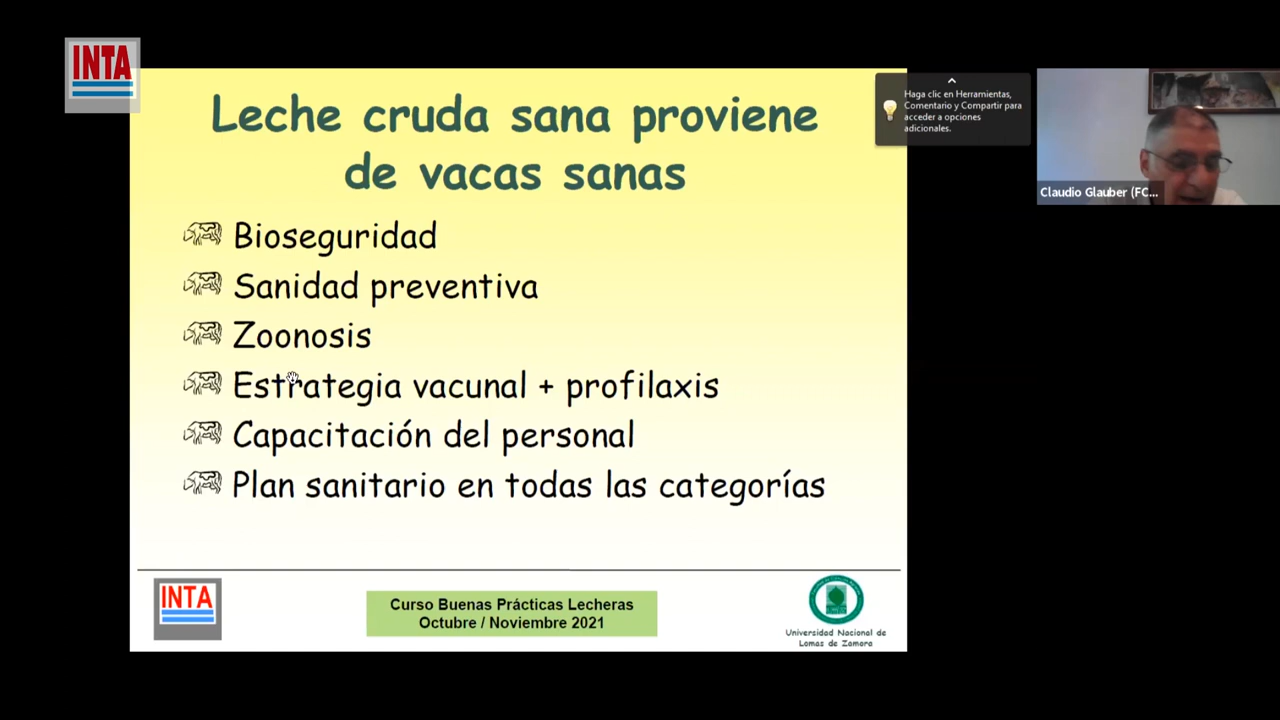 INTA
Leche cruda sana proviene
de vacas sanas
Bioseguridad
Sanidad preventiva
Zoonosis
Estrategia vacunal + profilaxis
Capacitación del personal
Plan sanitario en todas las categorías
INTA
Curso Buenas Prácticas Lecheras
Octubre / Noviembre 2021
Universidad Nacional de
Lomas de Zamora
Haga clic en Herramientas,
Comentario y Compartir para
acceder a opciones
adicionales.
Claudio Glauber (FC...